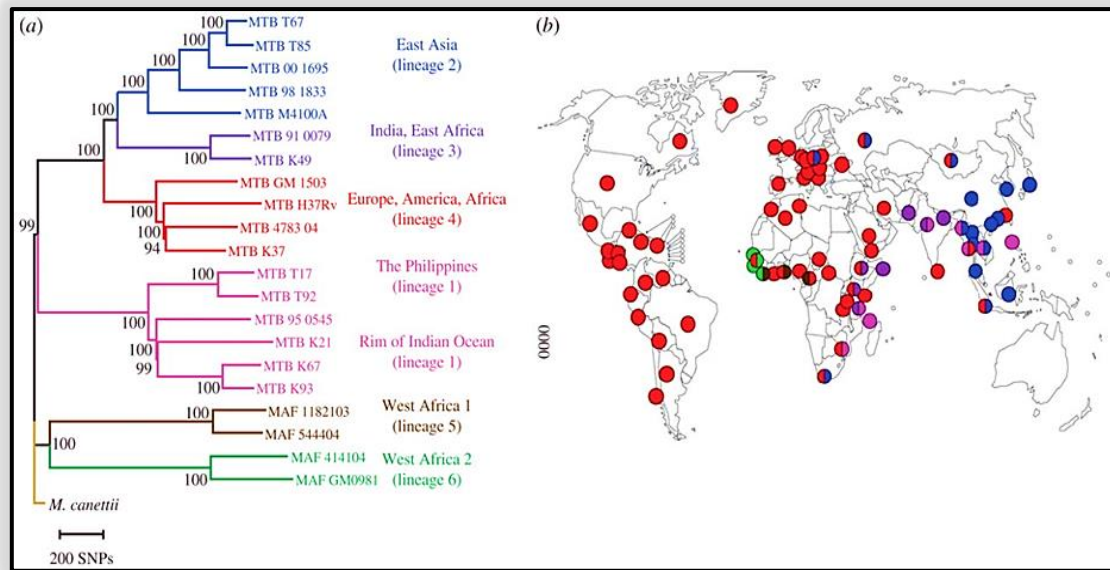 (a)
100
MTB T67
100
MTB T85
100
MTB 00 1695
100
MTB 98 1833
100
MTB M4100A
East Asia
(lineage 2)
100
MTB 91 0079
100
MTB K49
India, East Africa
(lineage 3)
MTB GM 1503
100
MTB H37Rv
100
MTB 4783 04
94
MTB K37
Europe, America, Africa
(lineage 4)
99
100
MTB T17
MTB T92
The Philippines
(lineage 1)
100
MTB 95 0545
100
MTB K21
99
MTB K67
100
MTB K93
Rim of Indian Ocean
(lineage 1)
100
MAF 1182103
MAF 544404
West Africa 1
(lineage 5)
100
MAF 414104
100
MAF GM0981
West Africa 2
(lineage 6)
M. canettii
200 SNPs
(b)
0000